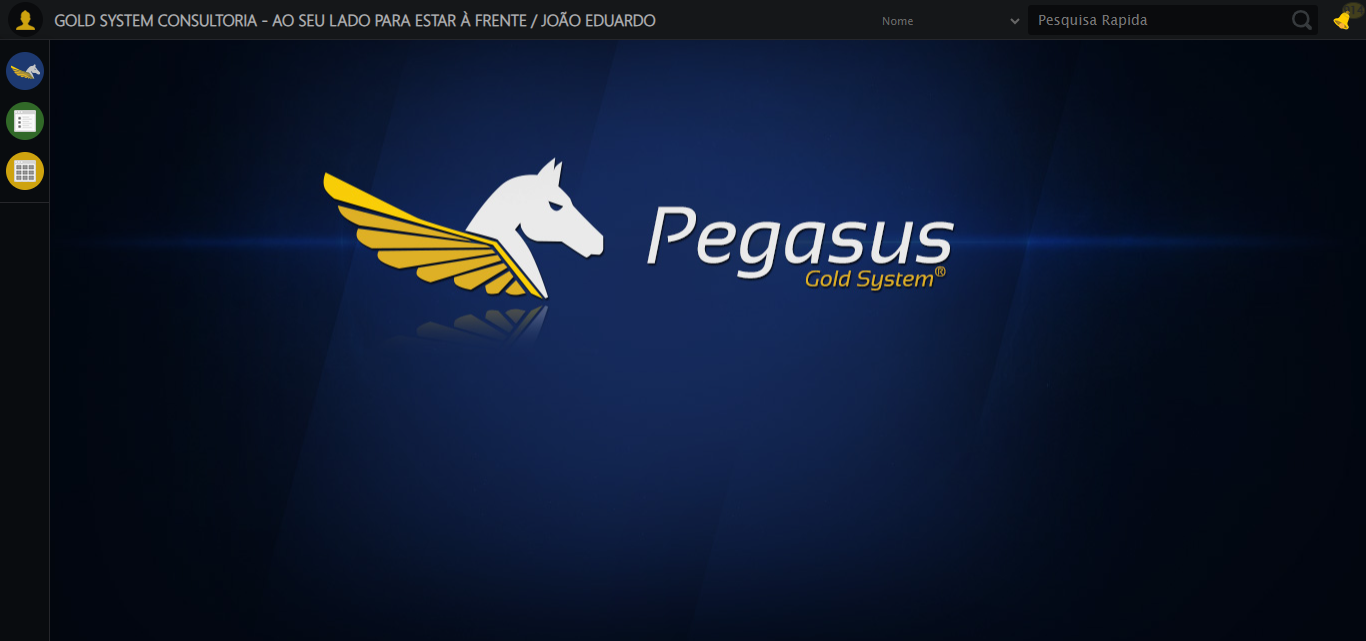 GOLD SYSTEM CONSULTORIA - AO SEU LADO PARA ESTAR À FRENTE / JOÃO EDUARDO
Nome
Pesquisa Rapida
Pegasus
Gold System®